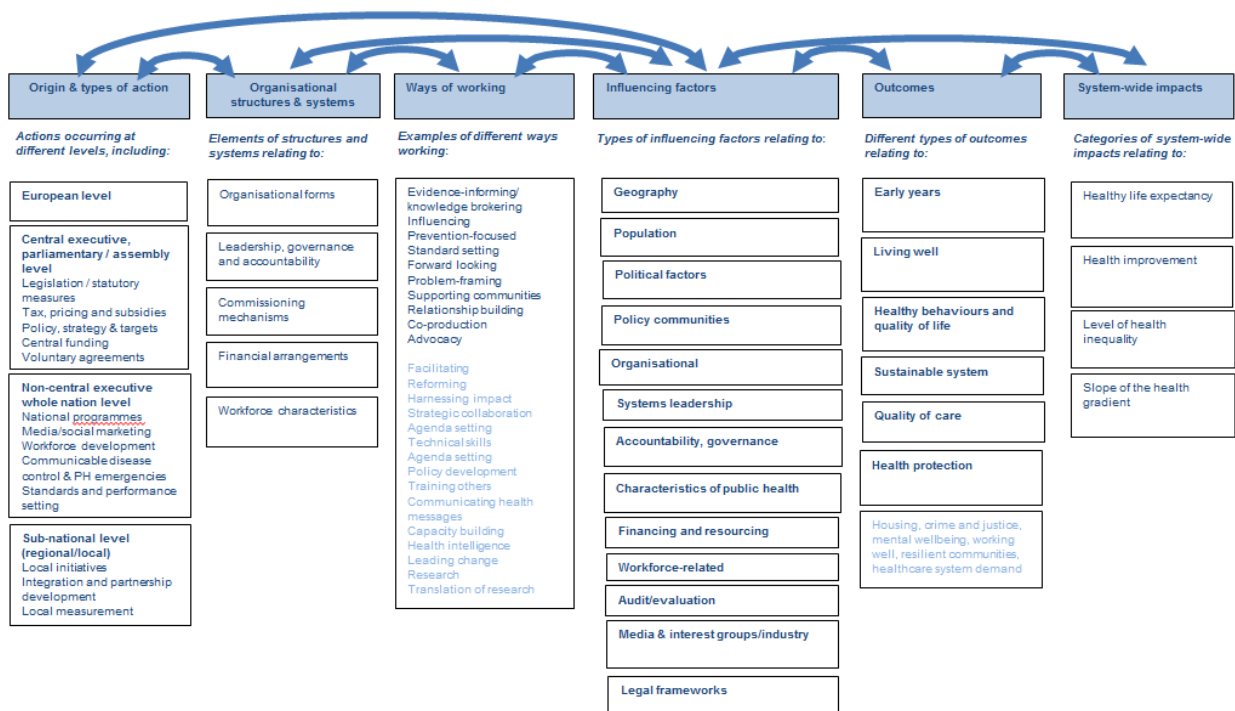 Origin & types of action
Organisational
structures & systems
Ways of working
Influencing factors
Outcomes
System-wide impacts
Actions occurring at
different levels, including:
European level
Central executive,
parliamentary / assembly
level
Legislation / statutory
measures
Tax, pricing and subsidies
Policy, strategy & targets
Central funding
Voluntary agreements
Non-central executive
whole nation level
National programmes
Media/social marketing
Workforce development
Communicable disease
control & PH emergencies
Standards and performance
setting
Sub-national level
(regional/local)
Local initiatives
Integration and partnership
development
Local measurement
Elements of structures and
systems relating to:
Organisational forms
Leadership, governance
and accountability
Commissioning
mechanisms
Financial arrangements
Workforce characteristics
Examples of different ways
working:
Evidence-informing/
knowledge brokering
Influencing
Prevention-focused
Standard setting
Forward looking
Problem-framing
Supporting communities
Relationship building
Co-production
Advocacy
Facilitating
Reforming
Harnessing impact
Strategic collaboration
Agenda setting
Technical skills
Agenda setting
Policy development
Training others
Communicating health
messages
Capacity building
Health intelligence
Leading change
Research
Translation of research
Types of influencing factors relating to:
Geography
Population
Political factors
Policy communities
Organisational
Systems leadership
Accountability, governance
Characteristics of public health
Financing and resourcing
Workforce-related
Audit/evaluation
Media & interest groups/industry
Legal frameworks
Different types of outcomes
relating to:
Early years
Living well
Healthy behaviours and
quality of life
Sustainable system
Quality of care
Health protection
Housing, crime and justice,
mental wellbeing, working
well, resilient communities,
healthcare system demand
Categories of system-wide
impacts relating to:
Healthy life expectancy
Health improvement
Level of health
inequality
Slope of the health
gradient